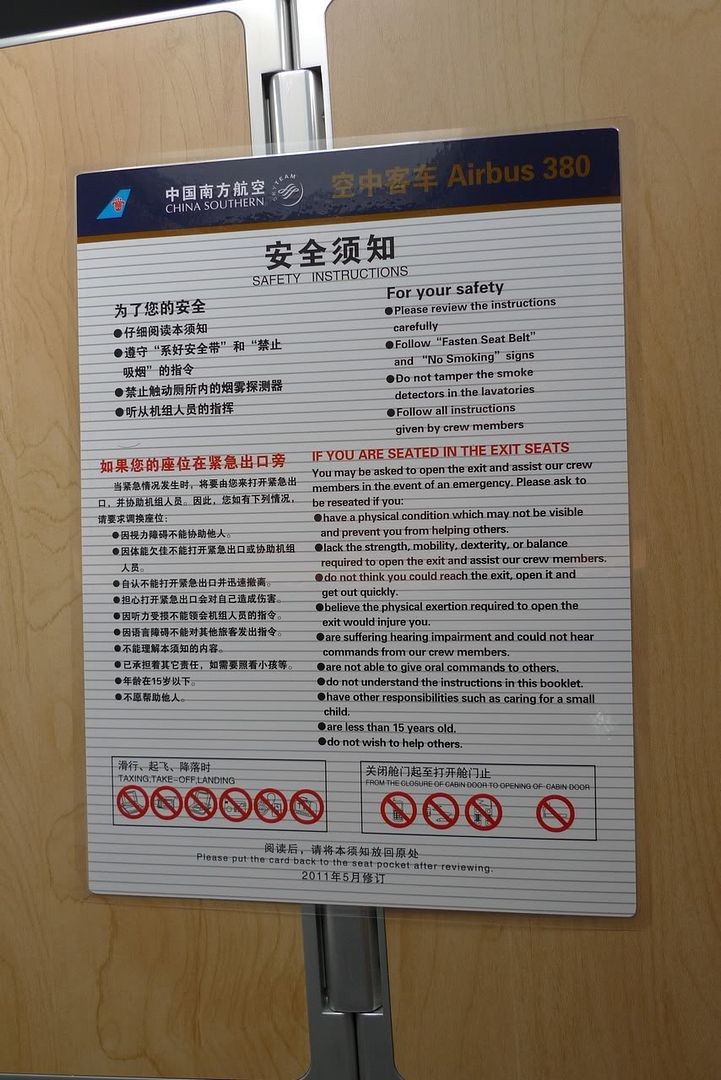 中国南方航空
CHINA SOUTHERN
SKYTEAM
空中客车 Airbus 380
安全须知
SAFETY INSTRUCTIONS
为了您的安全
●仔细阅读本须知
●遵守“系好安全带”和“禁止
吸烟”的指令
●禁止触动厕所内的烟雾探测器
●听从机组人员的指挥
For your safety
●Please review the instructions
carefully
●Follow “Fasten Seat Belt”
and “No Smoking” signs
●Do not tamper the smoke
detectors in the lavatories
●Follow all instructions
given by crew members
如果您的座位在紧急出口旁
当紧急情况发生时，将要由您来打开紧急出
口，并协助机组人员。因此，您如有下列情况，
请要求调换座位：
●因视力障碍不能协助他人。
●因体能欠佳不能打开紧急出口或协助机组
人员。
●自认不能打开紧急出口并迅速撤离。
●担心打开紧急出口会对自己造成伤害。
●因听力受损不能领会机组人员的指令。
●因语言障碍不能对其他旅客发出指令。
●不能理解本须知的内容。
●已承担着其它责任，如需要照看小孩等。
●年龄在15岁以下。
●不愿帮助他人。
IF YOU ARE SEATED IN THE EXIT SEATS
You may be asked to open the exit and assist our crew
members in the event of an emergency. Please ask to
be reseated if you:
●have a physical condition which may not be visible
and prevent you from helping others.
●lack the strength, mobility, dexterity, or balance
required to open the exit and assist our crew members.
●do not think you could reach the exit, open it and
get out quickly.
●believe the physical exertion required to open the
exit would injure you.
●are suffering hearing impairment and could not hear
commands from our crew members.
●are not able to give oral commands to others.
●do not understand the instructions in this booklet.
●have other responsibilities such as caring for a small
child.
●are less than 15 years old.
●do not wish to help others.
滑行、起飞、降落时
TAXING,TAKE-OFF,LANDING
关闭舱门起至打开舱门止
FROM THE CLOSURE OF CABIN DOOR TO OPENING OF CABIN DOOR
阅读后，请将本须知放回原处
Please put the card back to the seat pocket after reviewing.
2011年5月修订